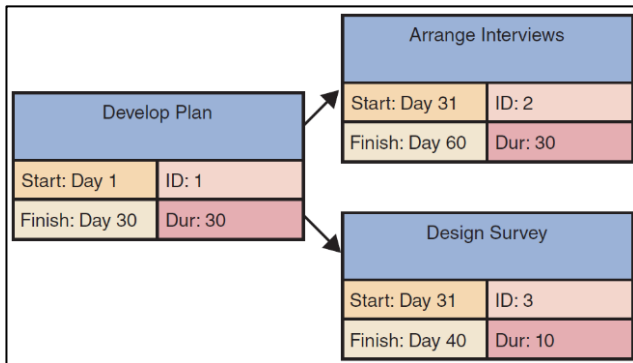 Develop Plan
Start: Day 1 ID: 1
Finish: Day 30 Dur: 30
Arrange Interviews
Start: Day 31 ID: 2
Finish: Day 60 Dur: 30
Design Survey
Start: Day 31 ID: 3
Finish: Day 40 Dur: 10